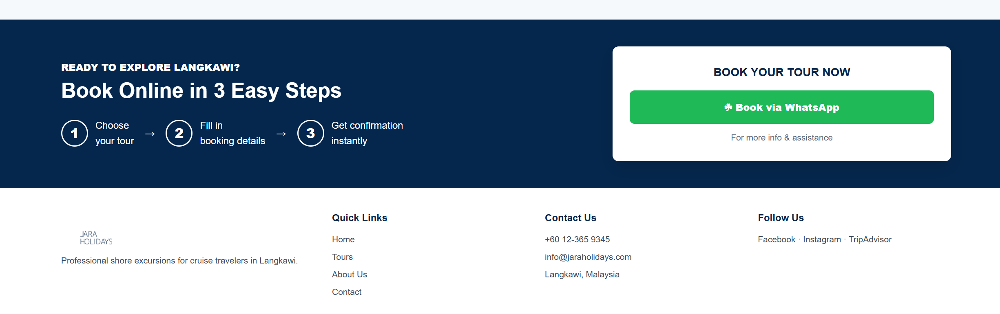 READY TO EXPLORE LANGKAWI?
Book Online in 3 Easy Steps
1 Choose your tour → 2 Fill in booking details → 3 Get confirmation instantly
BOOK YOUR TOUR NOW
☘ Book via WhatsApp
For more info & assistance
JARA
HOLIDAYS
Professional shore excursions for cruise travelers in Langkawi.
Quick Links
Home
Tours
About Us
Contact
Contact Us
+60 12-365 9345
info@jaraholidays.com
Langkawi, Malaysia
Follow Us
Facebook · Instagram · TripAdvisor